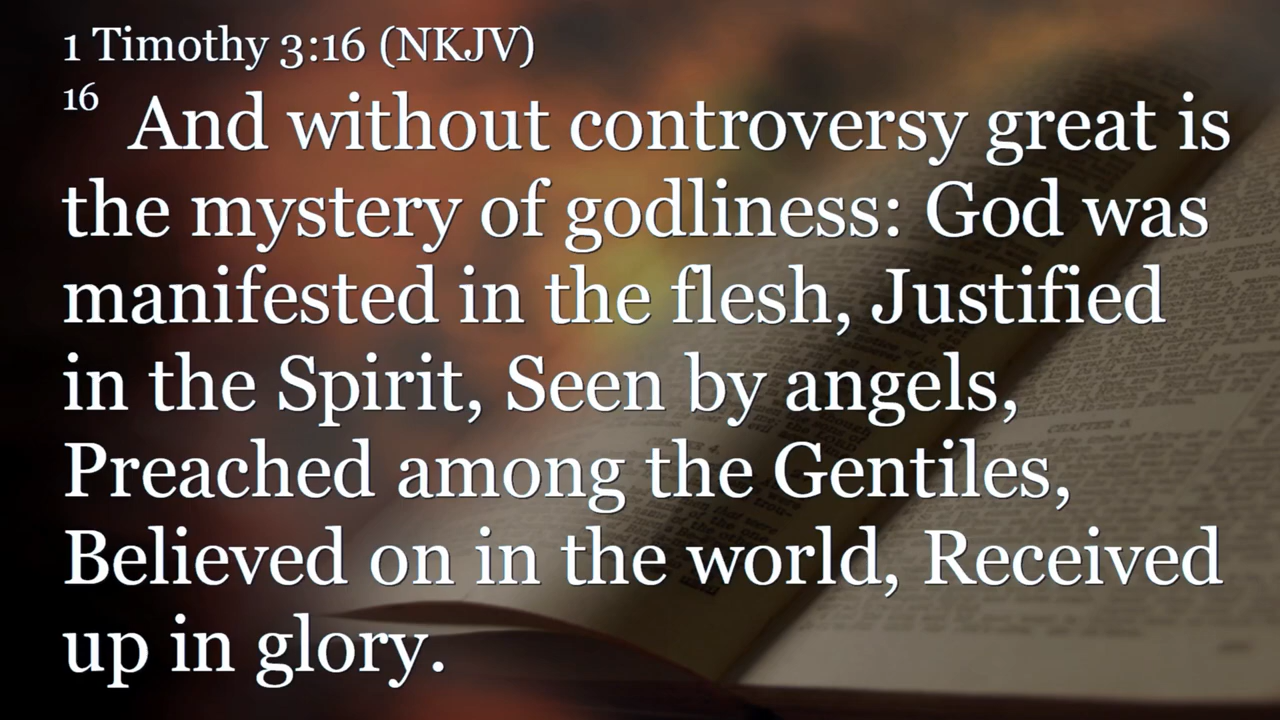 1 Timothy 3:16 (NKJV)
16 And without controversy great is
the mystery of godliness: God was
manifested in the flesh, Justified
in the Spirit, Seen by angels,
Preached among the Gentiles,
Believed on in the world, Received
up in glory.